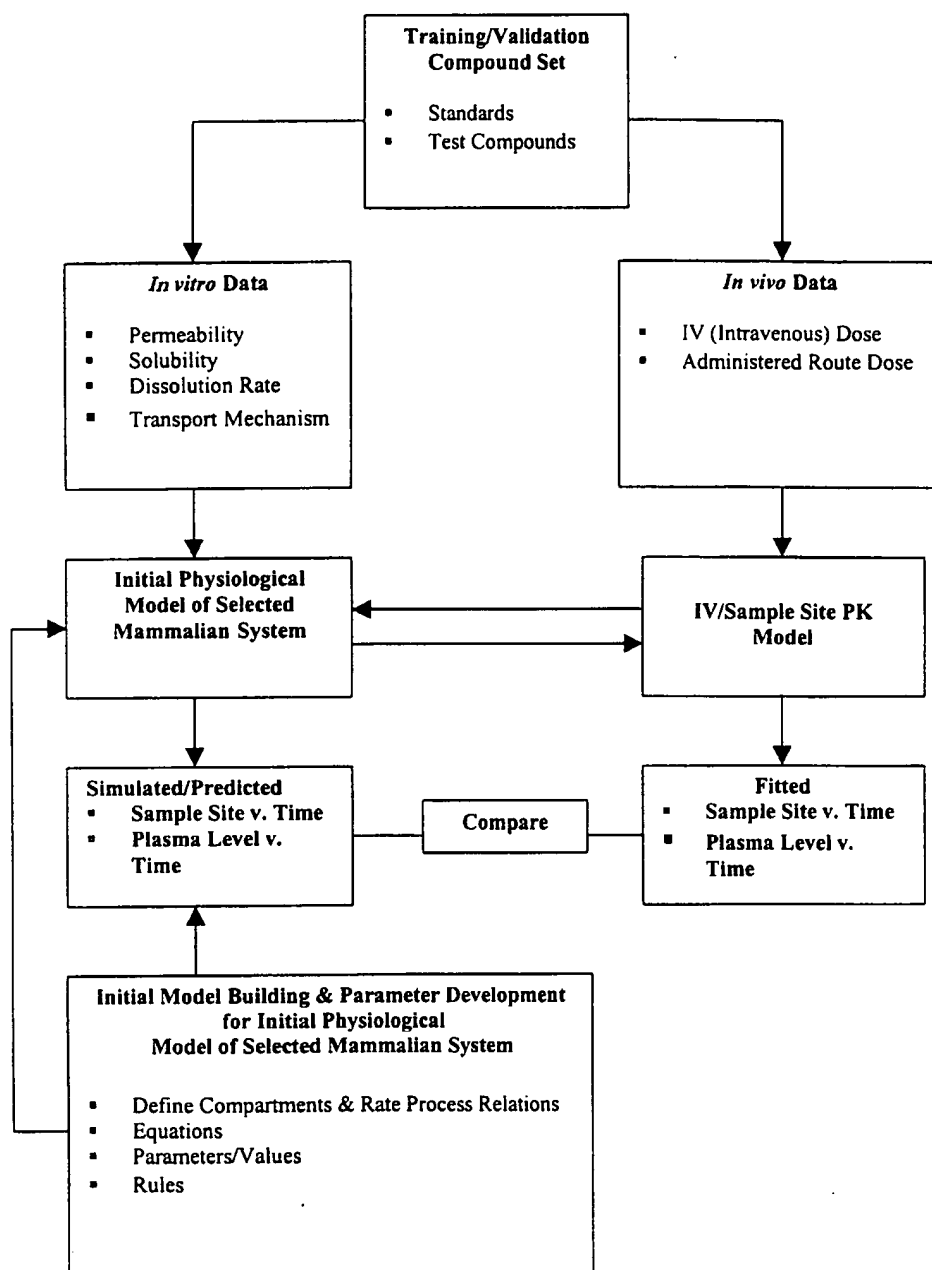 Training/Validation
Compound Set
▪ Standards
▪ Test Compounds
In vitro Data
▪ Permeability
▪ Solubility
▪ Dissolution Rate
▪ Transport Mechanism
In vivo Data
▪ IV (Intravenous) Dose
▪ Administered Route Dose
Initial Physiological
Model of Selected
Mammalian System
IV/Sample Site PK
Model
Simulated/Predicted
▪ Sample Site v. Time
▪ Plasma Level v.
Time
Compare
Fitted
▪ Sample Site v. Time
▪ Plasma Level v.
Time
Initial Model Building & Parameter Development
for Initial Physiological
Model of Selected Mammalian System
▪ Define Compartments & Rate Process Relations
▪ Equations
▪ Parameters/Values
▪ Rules